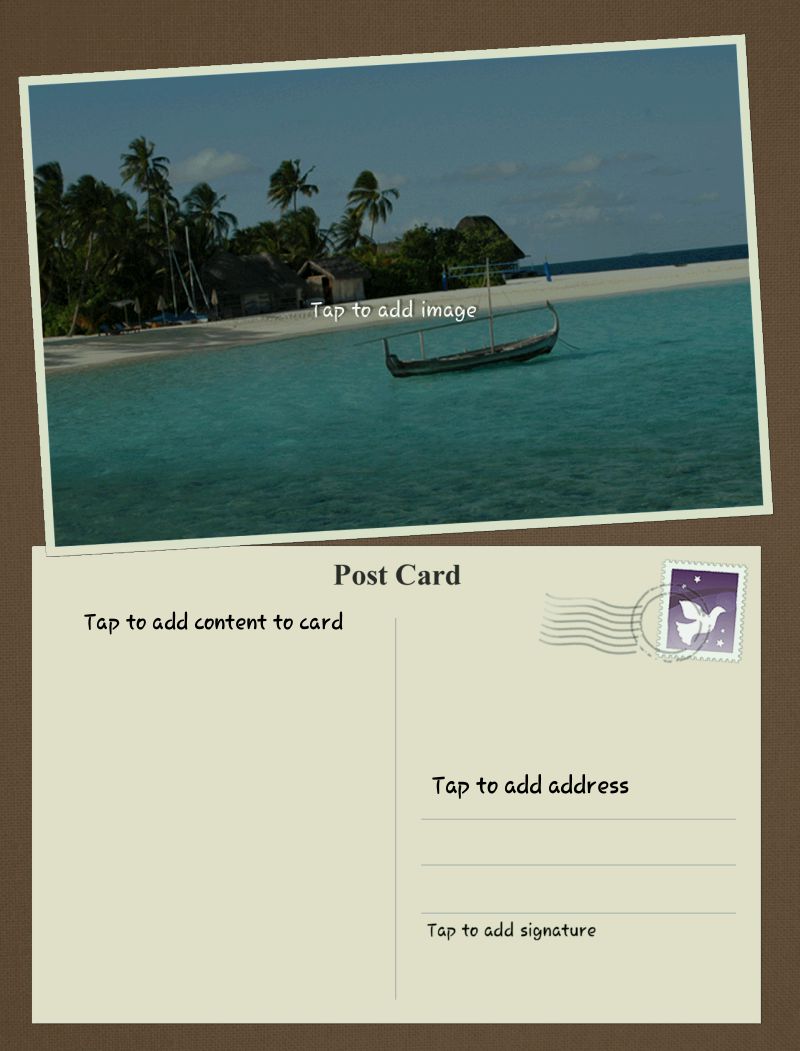 Tap to add image
Post Card
Tap to add content to card
Tap to add address
Tap to add signature